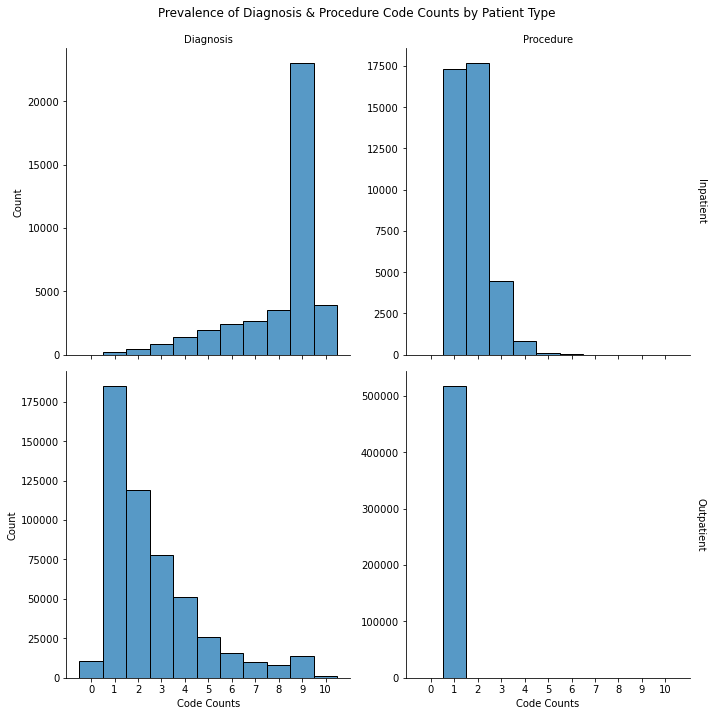 Prevalence of Diagnosis & Procedure Code Counts by Patient Type
Diagnosis
Procedure
20000
15000
10000
5000
0
Count
17500
15000
12500
10000
7500
5000
2500
0
Inpatient
175000
150000
125000
100000
75000
50000
25000
0
Count
0 1 2 3 4 5 6 7 8 9 10
Code Counts
500000
400000
300000
200000
100000
0
Outpatient
0 1 2 3 4 5 6 7 8 9 10
Code Counts